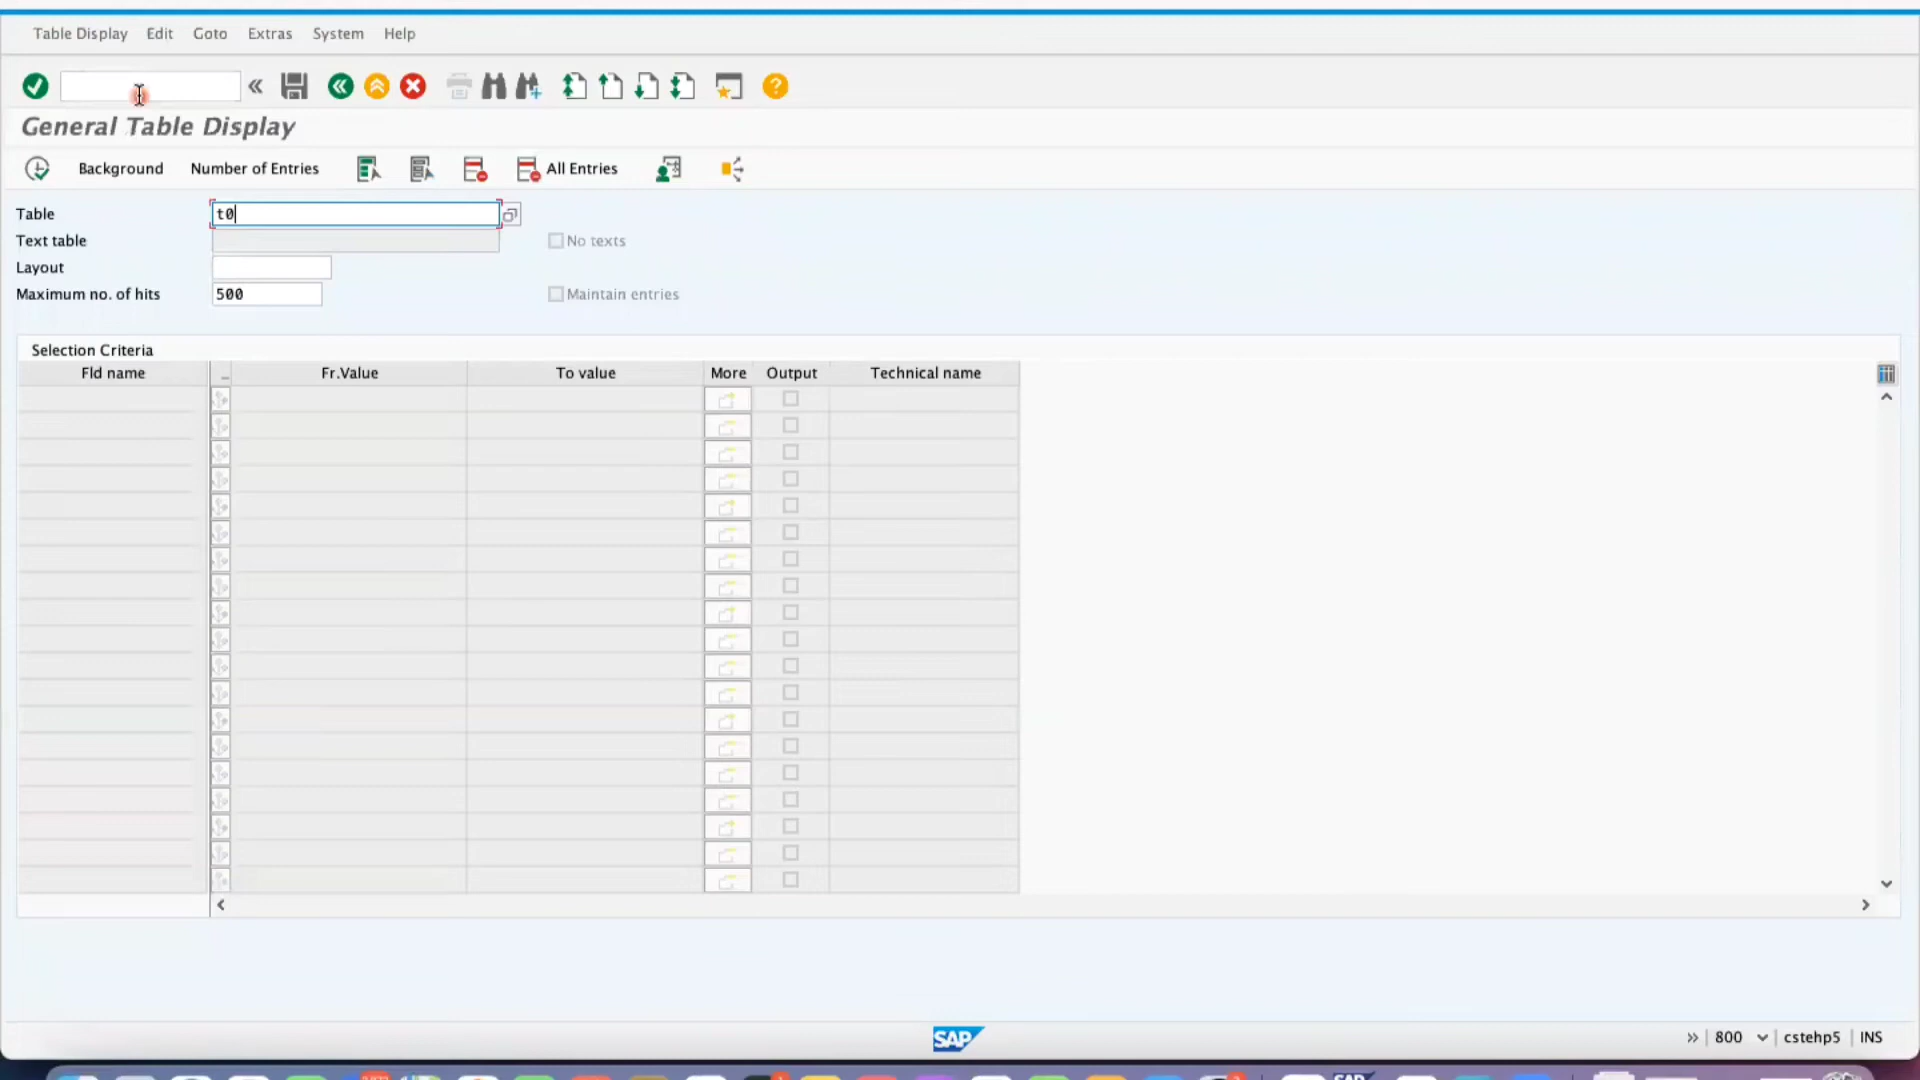 Table Display Edit Goto Extras System Help
General Table Display
Background Number of Entries All Entries
Table t0
Text table No texts
Layout
Maximum no. of hits 500 Maintain entries
Selection Criteria
Fld name Fr.Value To value More Output Technical name
SAP
800 cstehp5 INS
SAP